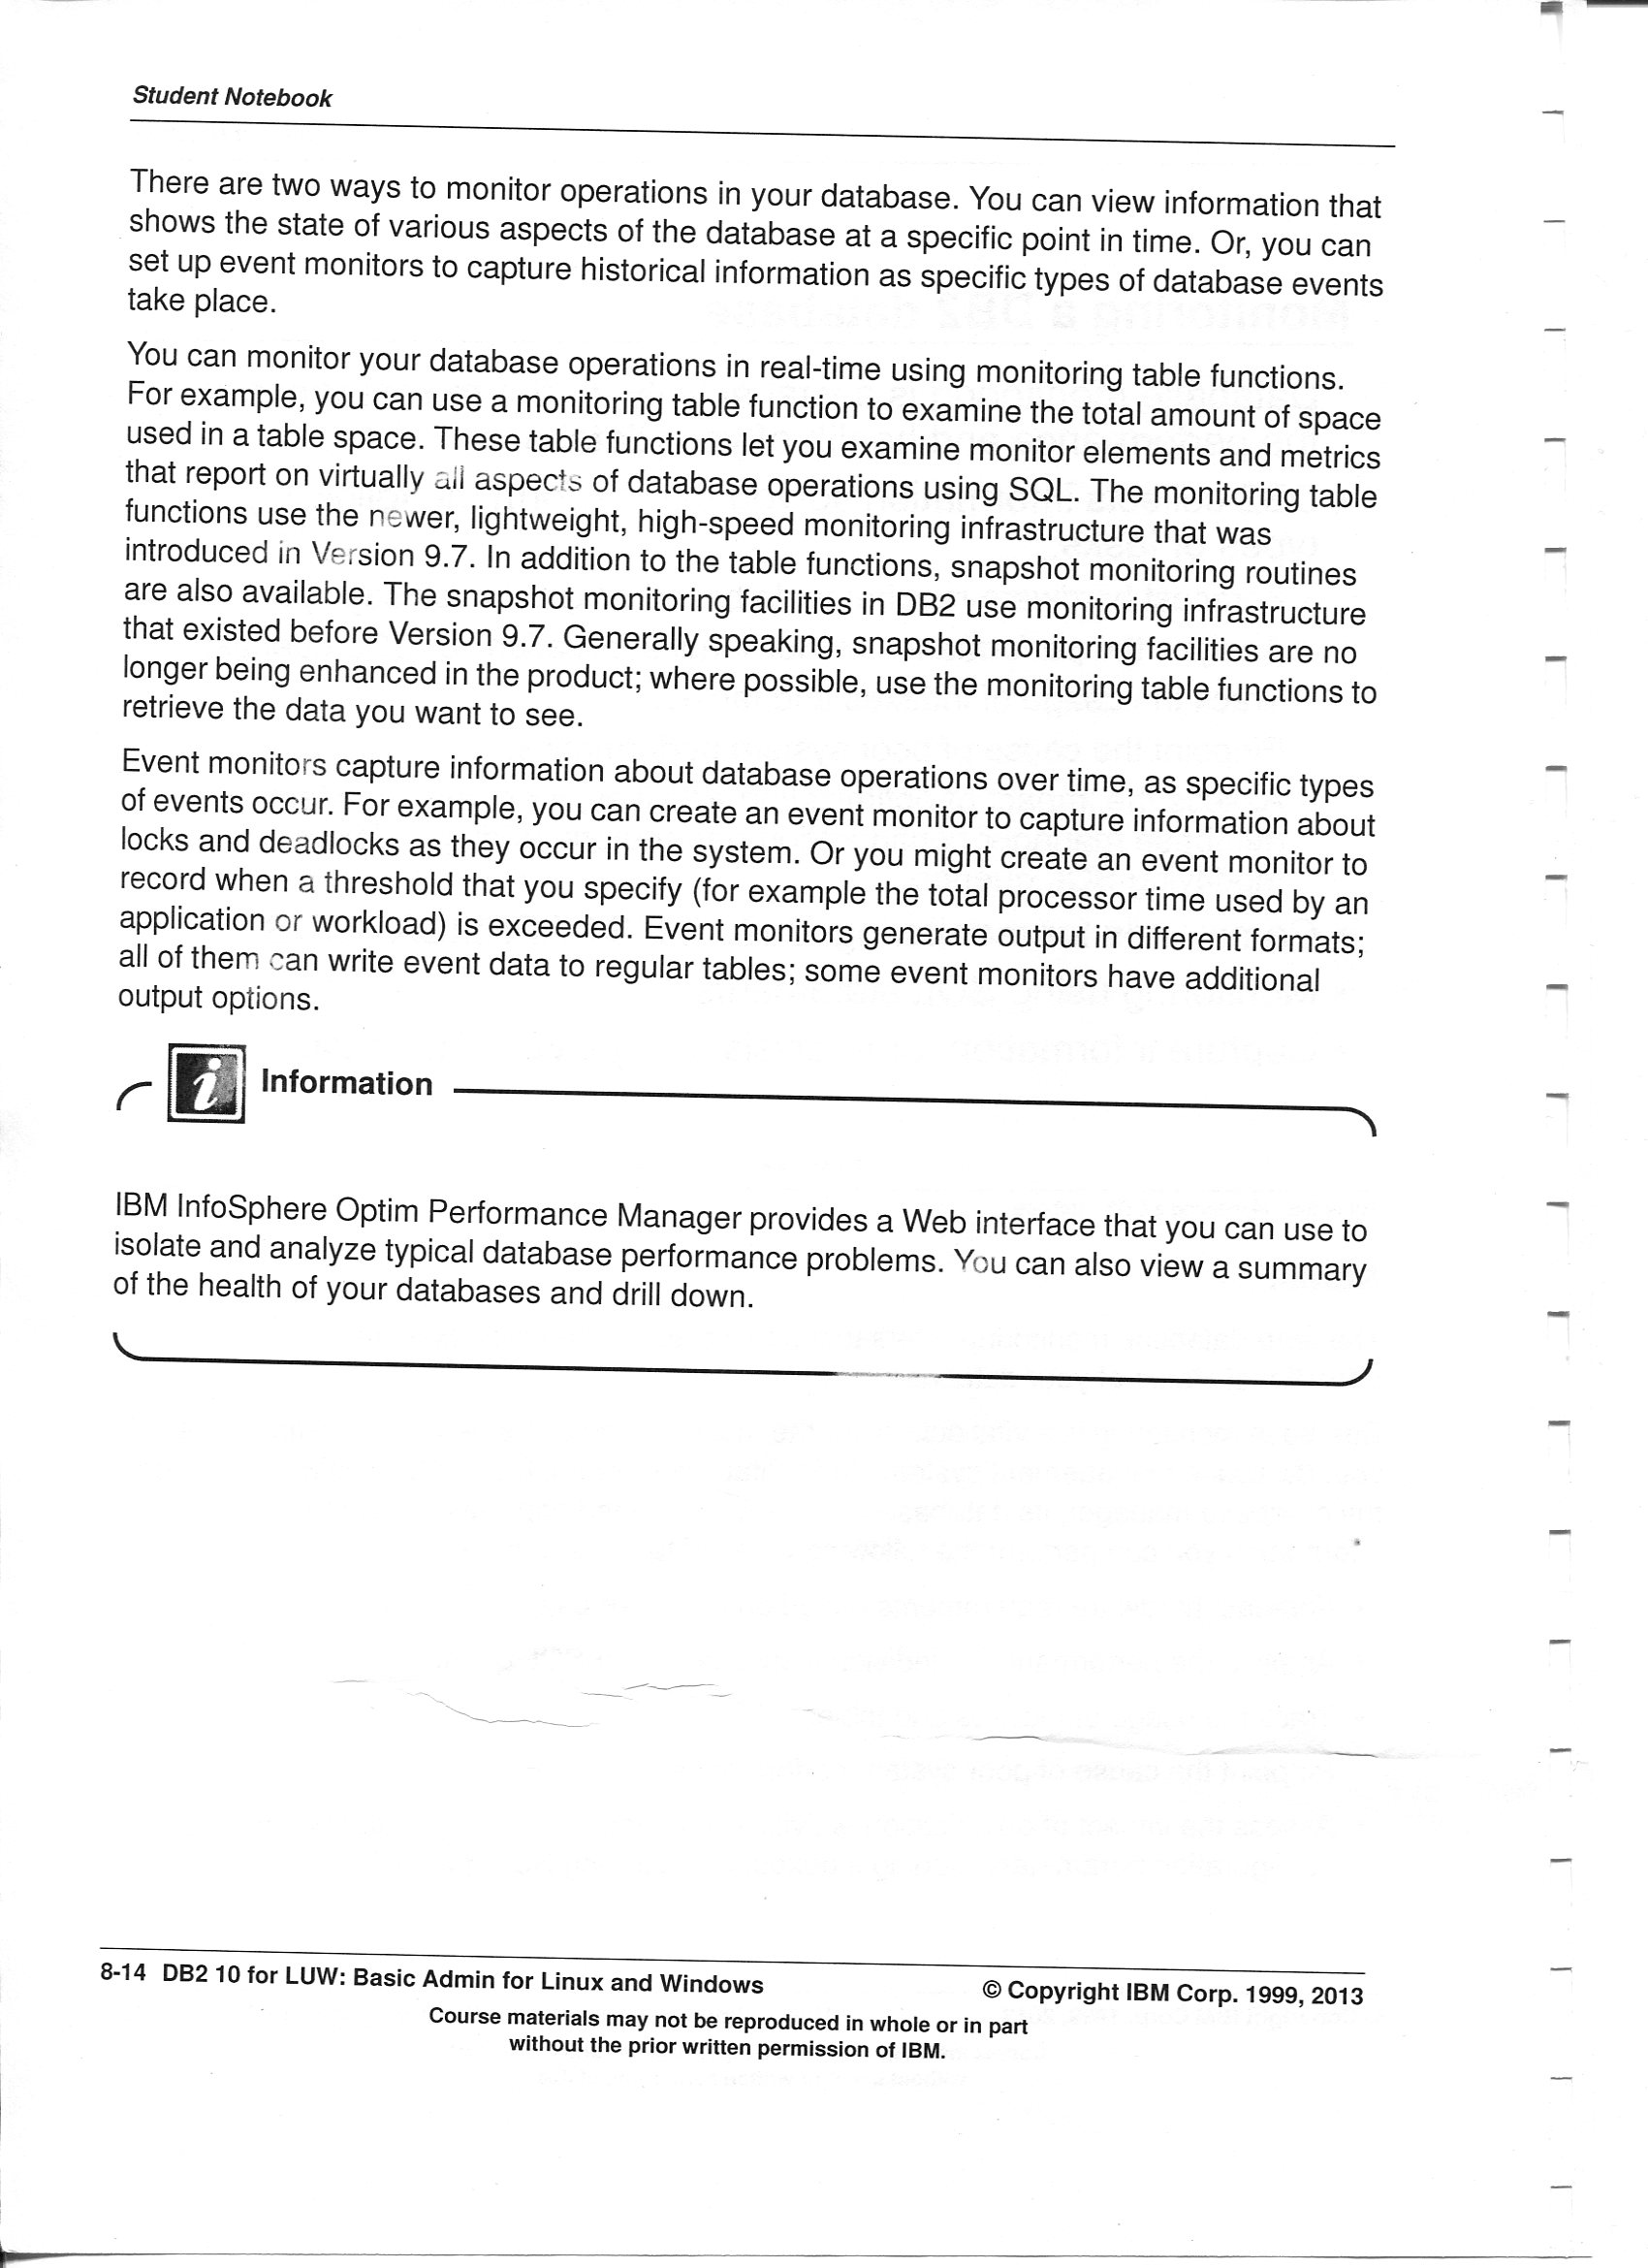 Student Notebook
There are two ways to monitor operations in your database. You can view information that
shows the state of various aspects of the database at a specific point in time. Or, you can
set up event monitors to capture historical information as specific types of database events
take place.
You can monitor your database operations in real-time using monitoring table functions.
For example, you can use a monitoring table function to examine the total amount of space
used in a table space. These table functions let you examine monitor elements and metrics
that report on virtually all aspects of database operations using SQL. The monitoring table
functions use the newer, lightweight, high-speed monitoring infrastructure that was
introduced in Version 9.7. In addition to the table functions, snapshot monitoring routines
are also available. The snapshot monitoring facilities in DB2 use monitoring infrastructure
that existed before Version 9.7. Generally speaking, snapshot monitoring facilities are no
longer being enhanced in the product; where possible, use the monitoring table functions to
retrieve the data you want to see.
Event monitors capture information about database operations over time, as specific types
of events occur. For example, you can create an event monitor to capture information about
locks and deadlocks as they occur in the system. Or you might create an event monitor to
record when a threshold that you specify (for example the total processor time used by an
application or workload) is exceeded. Event monitors generate output in different formats;
all of them can write event data to regular tables; some event monitors have additional
output options.
i Information
IBM InfoSphere Optim Performance Manager provides a Web interface that you can use to
isolate and analyze typical database performance problems. You can also view a summary
of the health of your databases and drill down.
8-14 DB2 10 for LUW: Basic Admin for Linux and Windows © Copyright IBM Corp. 1999, 2013
Course materials may not be reproduced in whole or in part
without the prior written permission of IBM.